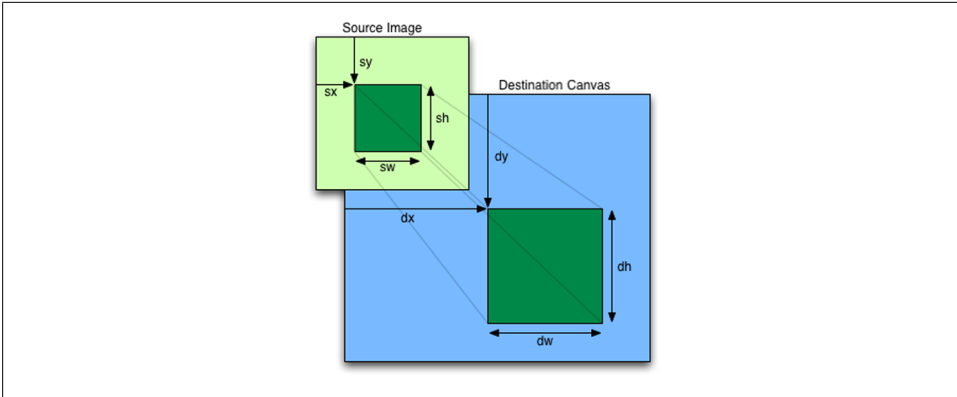 Source Image
sy
Destination Canvas
sx
sh
dy
sw
dx
dh
dw